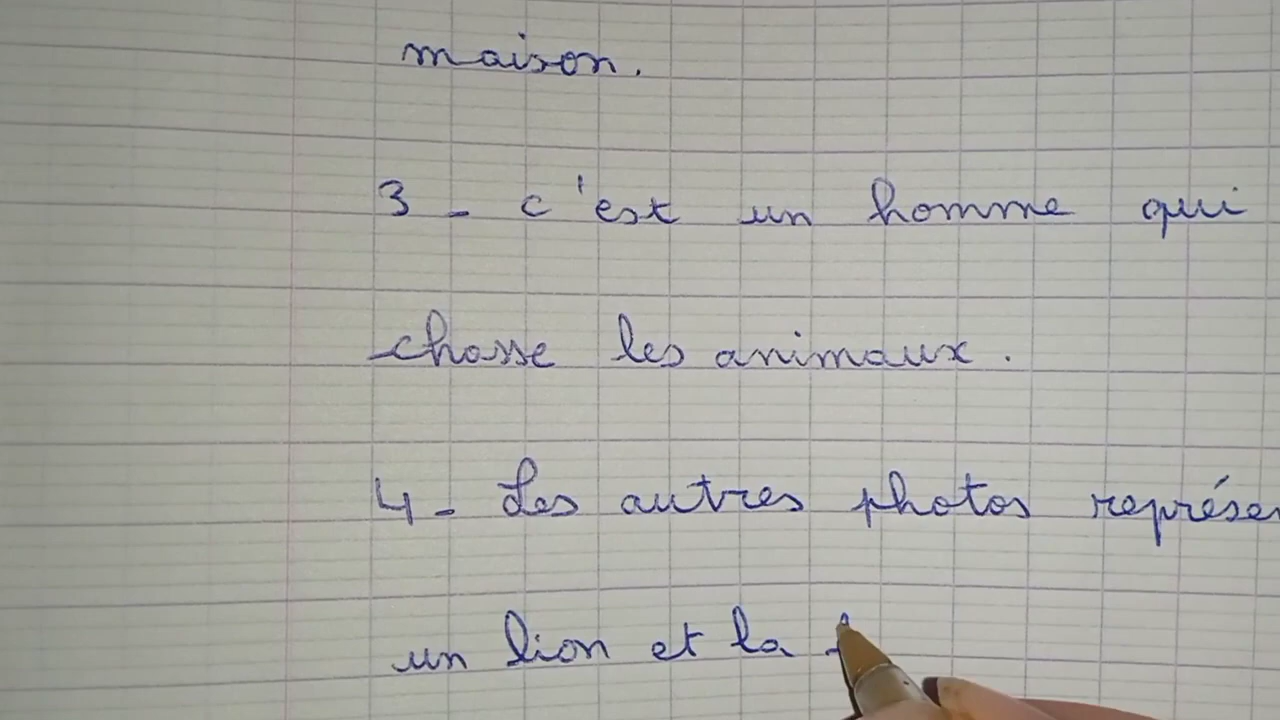 maison.
3 - c'est un homme qui
chasse les animaux.
4 - Les autres photos représen
un lion et la